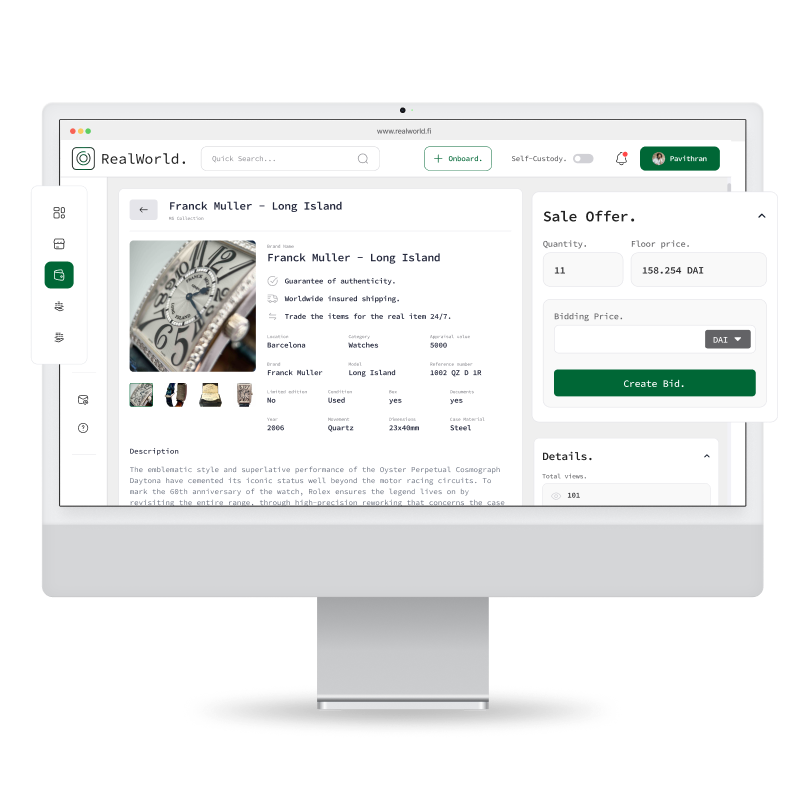 www.realworld.fi
RealWorld.
Quick Search...
+ Onboard.
Self-Custody.
Pavithran
Franck Muller - Long Island
Brand name
Franck Muller - Long Island
Guarantee of authenticity.
Worldwide insured shipping.
Trade the items for the real item 24/7.
Location Category Appraisal value
Barcelona Watches 5000
Brand Model Reference number
Franck Muller Long Island 1002 QZ D 1R
Limited edition Condition Box Documents
No Used yes yes
Year Movement Dimensions Case Material
2006 Quartz 23x40mm Steel
Description
The emblematic style and superlative performance of the Oyster Perpetual Cosmograph
Daytona have cemented its iconic status well beyond the motor racing circuits. To
mark the 60th anniversary of the watch, Rolex ensures the legend lives on by
revisiting the entire range, through high-precision reworking that concerns the case
Sale Offer.
Quantity. Floor price.
11 158.254 DAI
Bidding Price.
DAI
Create Bid.
Details.
Total views.
101